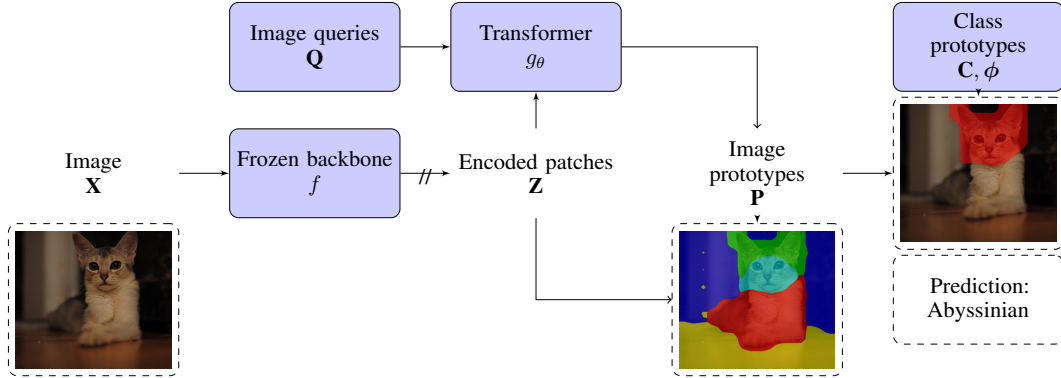 Image queries
Q
Transformer
gθ
Class
prototypes
C, ϕ
Image
X
Frozen backbone
f
//
Encoded patches
Z
Image
prototypes
P
Prediction:
Abyssinian